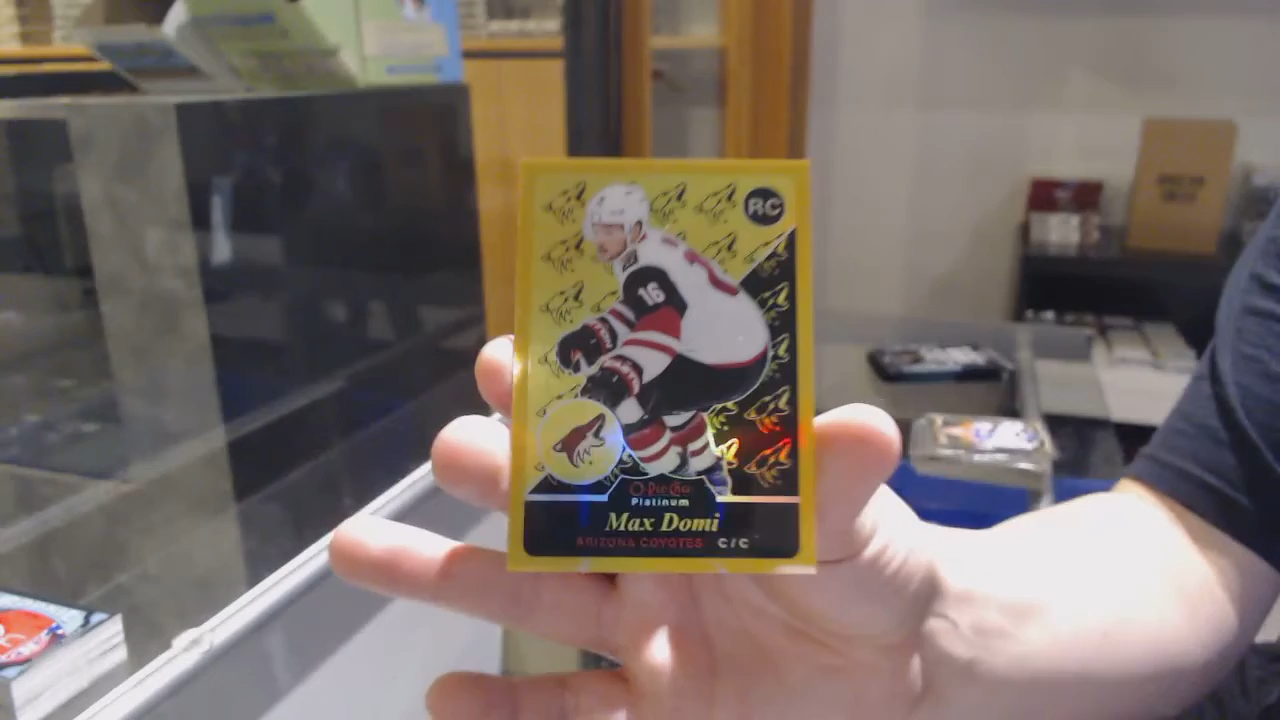 RC
16
O-Pee-Chee
Platinum
Max Domi
ARIZONA COYOTES C/C